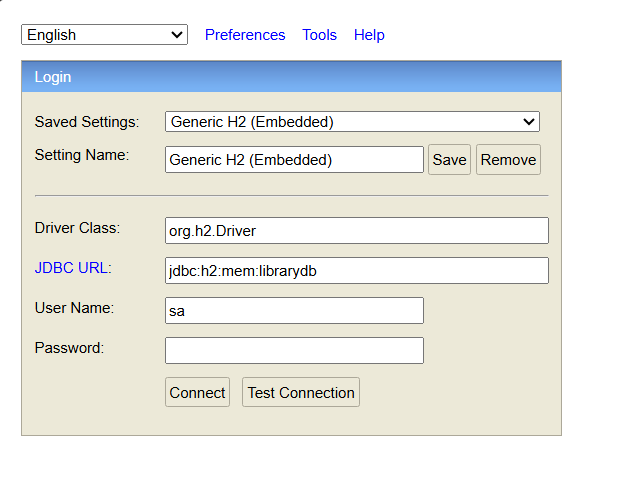 English Preferences Tools Help
Login
Saved Settings: Generic H2 (Embedded)
Setting Name: Generic H2 (Embedded) Save Remove
Driver Class: org.h2.Driver
JDBC URL: jdbc:h2:mem:librarydb
User Name: sa
Password:
Connect Test Connection